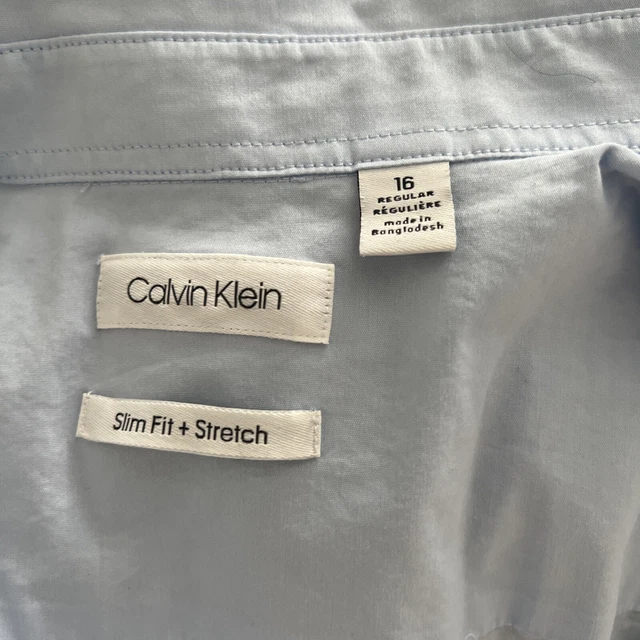 16
REGULAR
RÉGULIÈRE
made in
Bangladesh
Calvin Klein
Slim Fit + Stretch